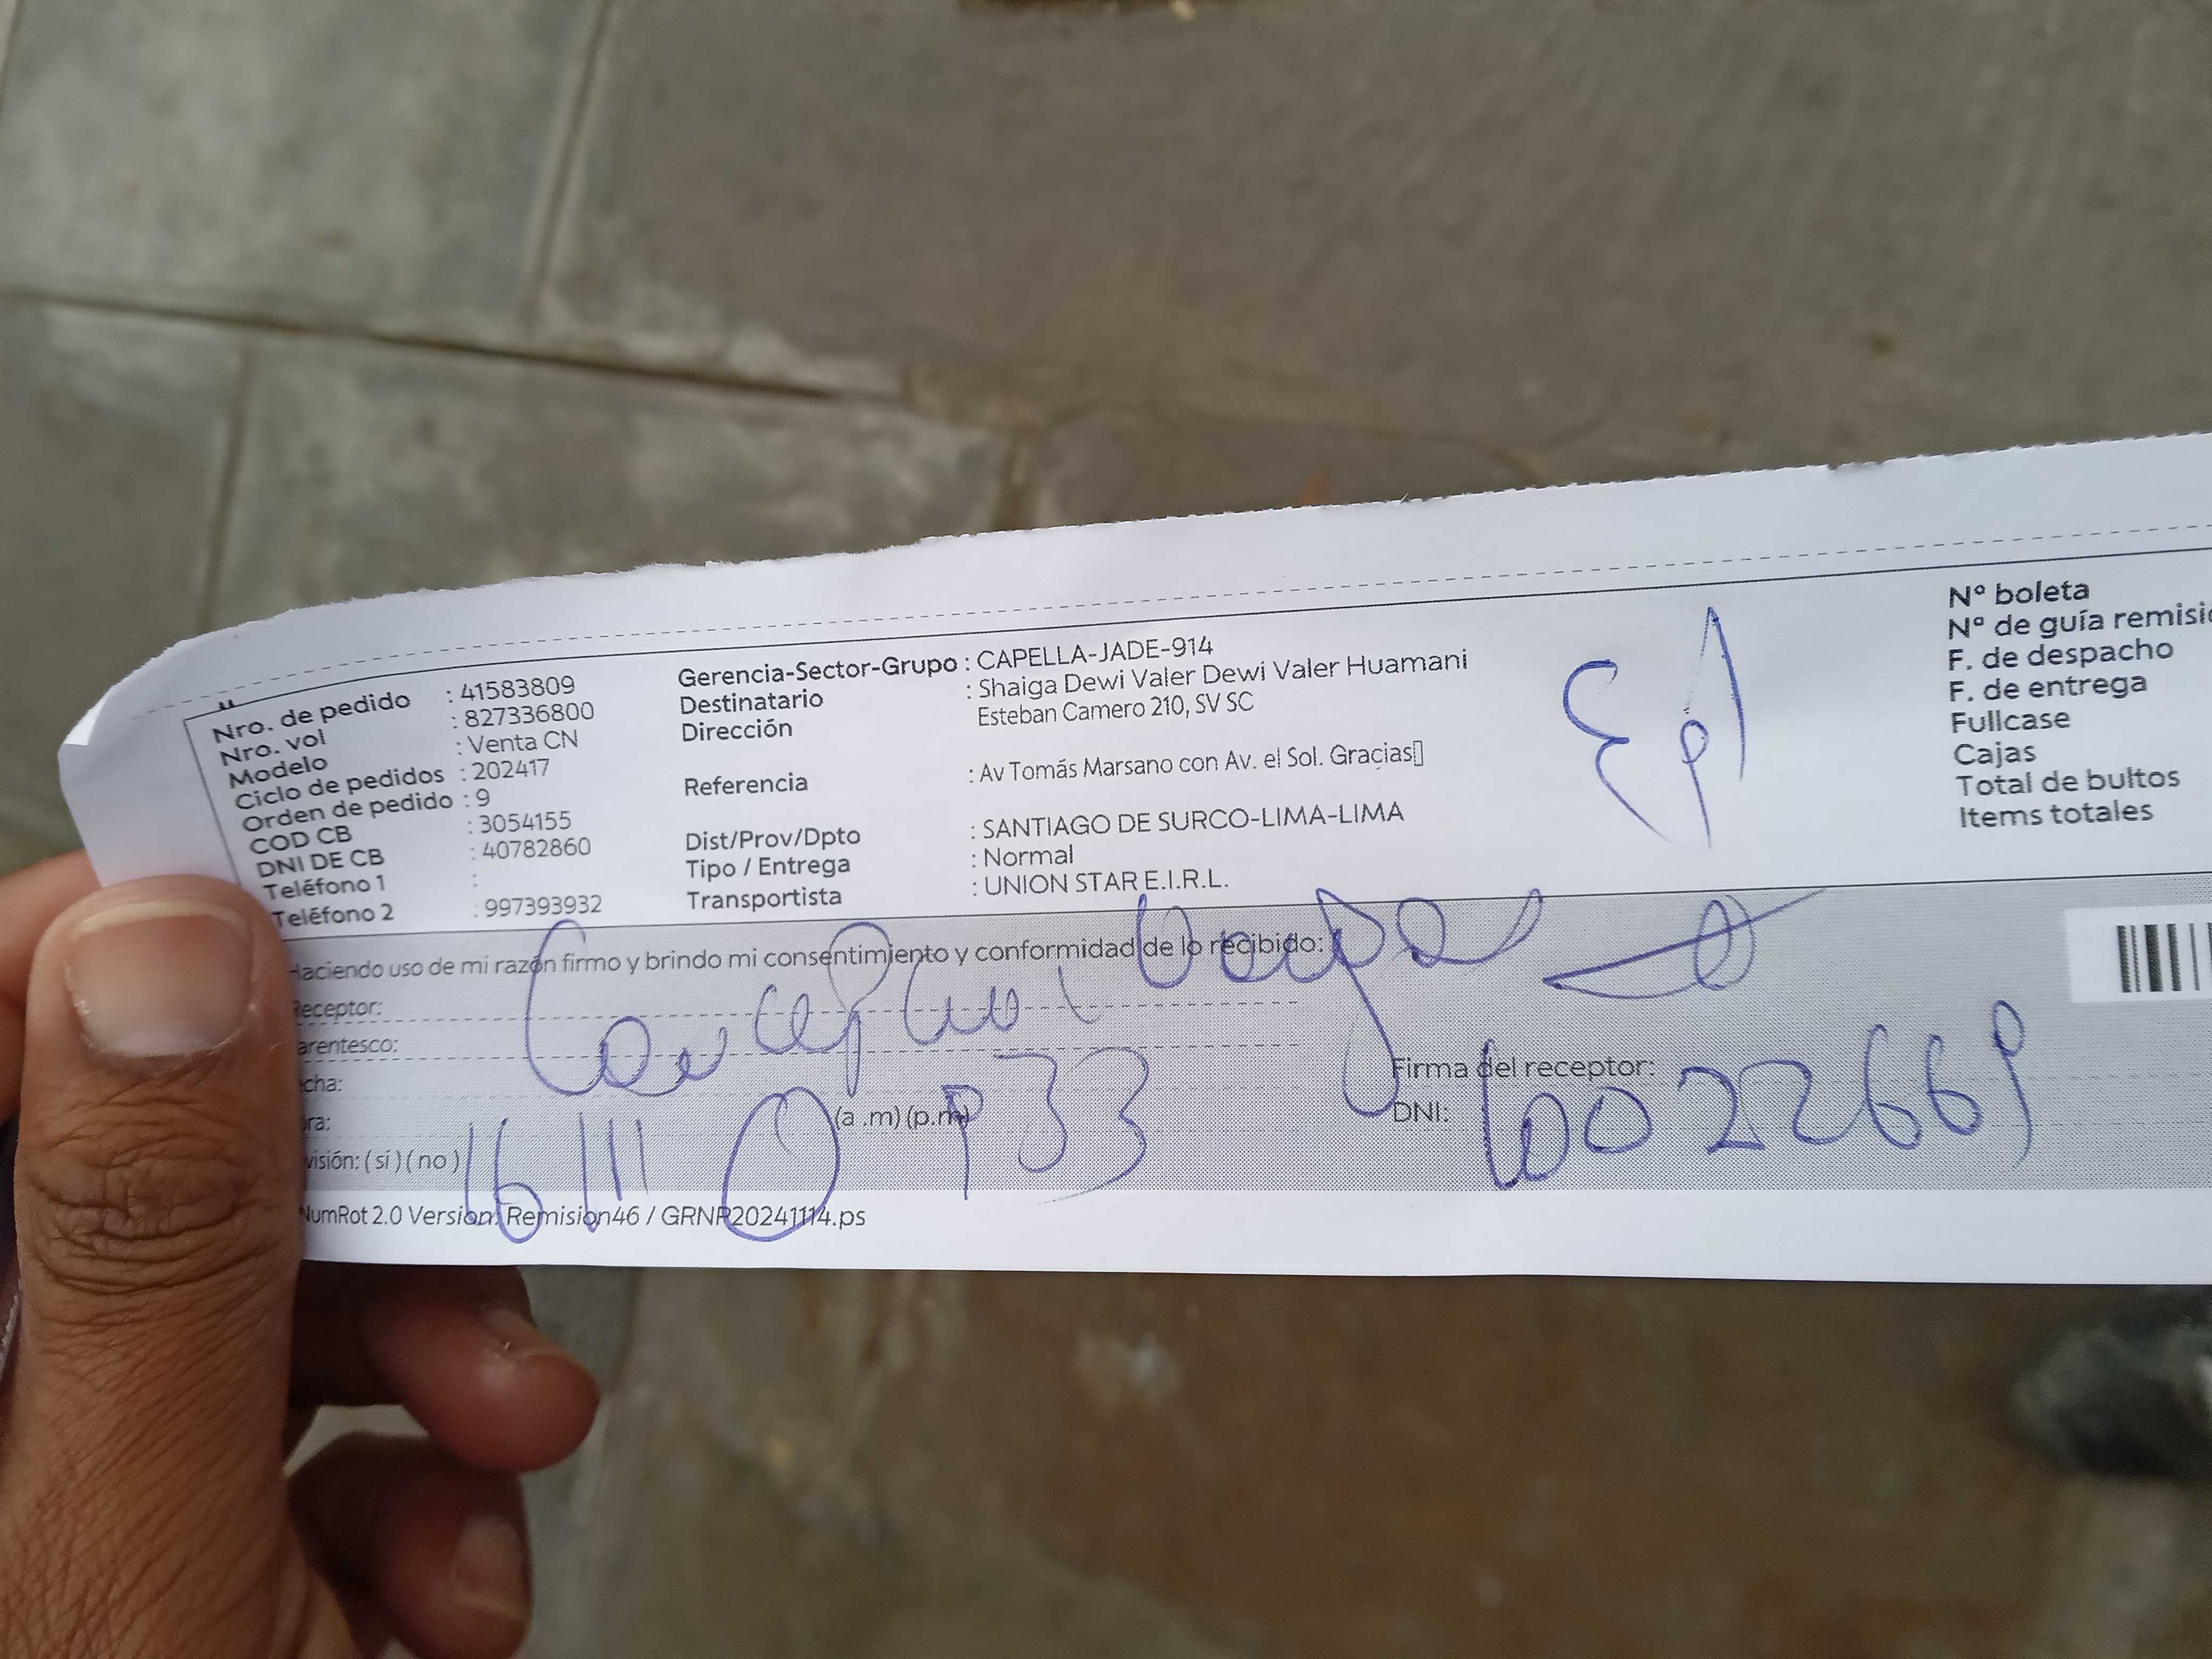 Nro. de pedido : 41583809
Nro. vol : 827336800
Modelo : Venta CN
Ciclo de pedidos : 202417
Orden de pedido : 9
COD CB : 3054155
DNI DE CB : 40782860
Teléfono 1 :
Teléfono 2 : 997393932
Gerencia-Sector-Grupo : CAPELLA-JADE-914
Destinatario : Shaiga Dewi Valer Dewi Valer Huamani
Dirección Esteban Camero 210, SV SC
Referencia : Av Tomás Marsano con Av. el Sol. Gracias
Dist/Prov/Dpto : SANTIAGO DE SURCO-LIMA-LIMA
Tipo / Entrega : Normal
Transportista : UNION STAR E.I.R.L.
Nº boleta
Nº de guía remisi
F. de despacho
F. de entrega
Fullcase
Cajas
Total de bultos
Items totales
Haciendo uso de mi razón firmo y brindo mi consentimiento y conformidad de lo recibido:
Receptor:
arentesco:
cha:
ra: (a .m) (p.m)
visión: ( si ) ( no )
16 111
Firma del receptor:
DNI:
NumRot 2.0 Version: Remision46 / GRNP20241114.ps